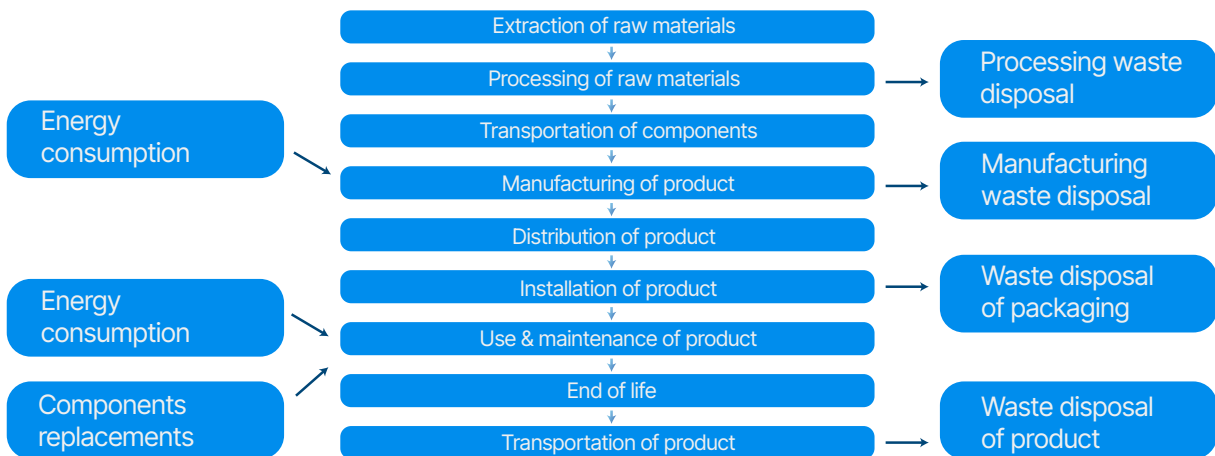 Extraction of raw materials
Processing of raw materials
Processing waste
disposal
Energy
consumption
Transportation of components
Manufacturing of product
Manufacturing
waste disposal
Distribution of product
Installation of product
Waste disposal
of packaging
Energy
consumption
Use & maintenance of product
Components
replacements
End of life
Transportation of product
Waste disposal
of product